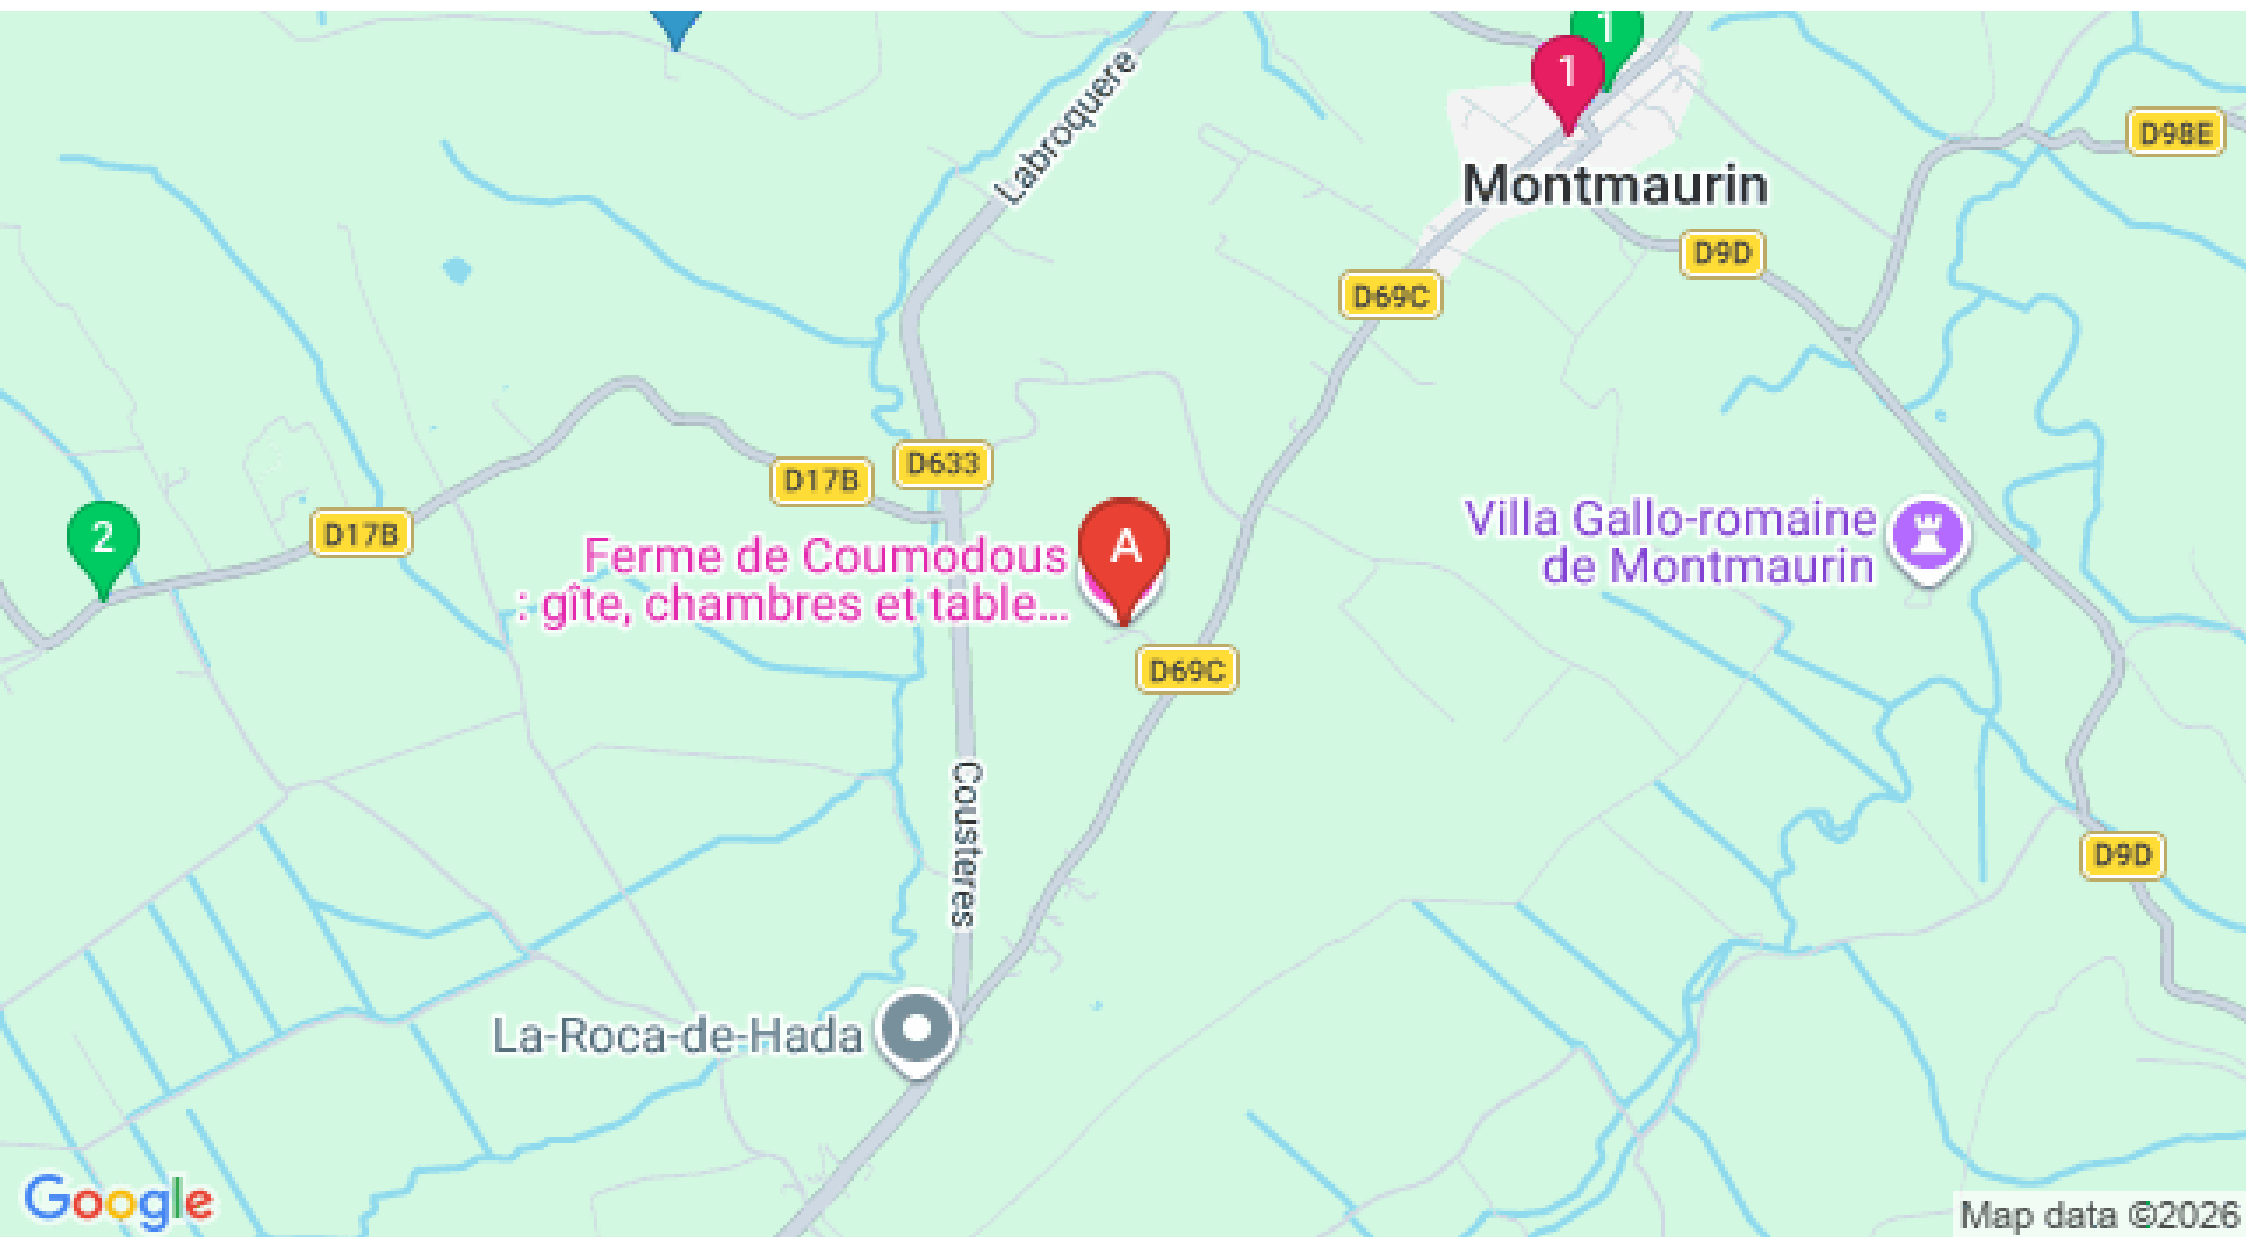 1
1
Labroquere
D98E
Montmaurin
D9D
D69C
D633
D17B
2
D17B
A
Ferme de Coumodous
: gîte, chambres et table...
Villa Gallo-romaine
de Montmaurin
D69C
Cousteres
D9D
La-Roca-de-Hada
Google
Map data ©2026